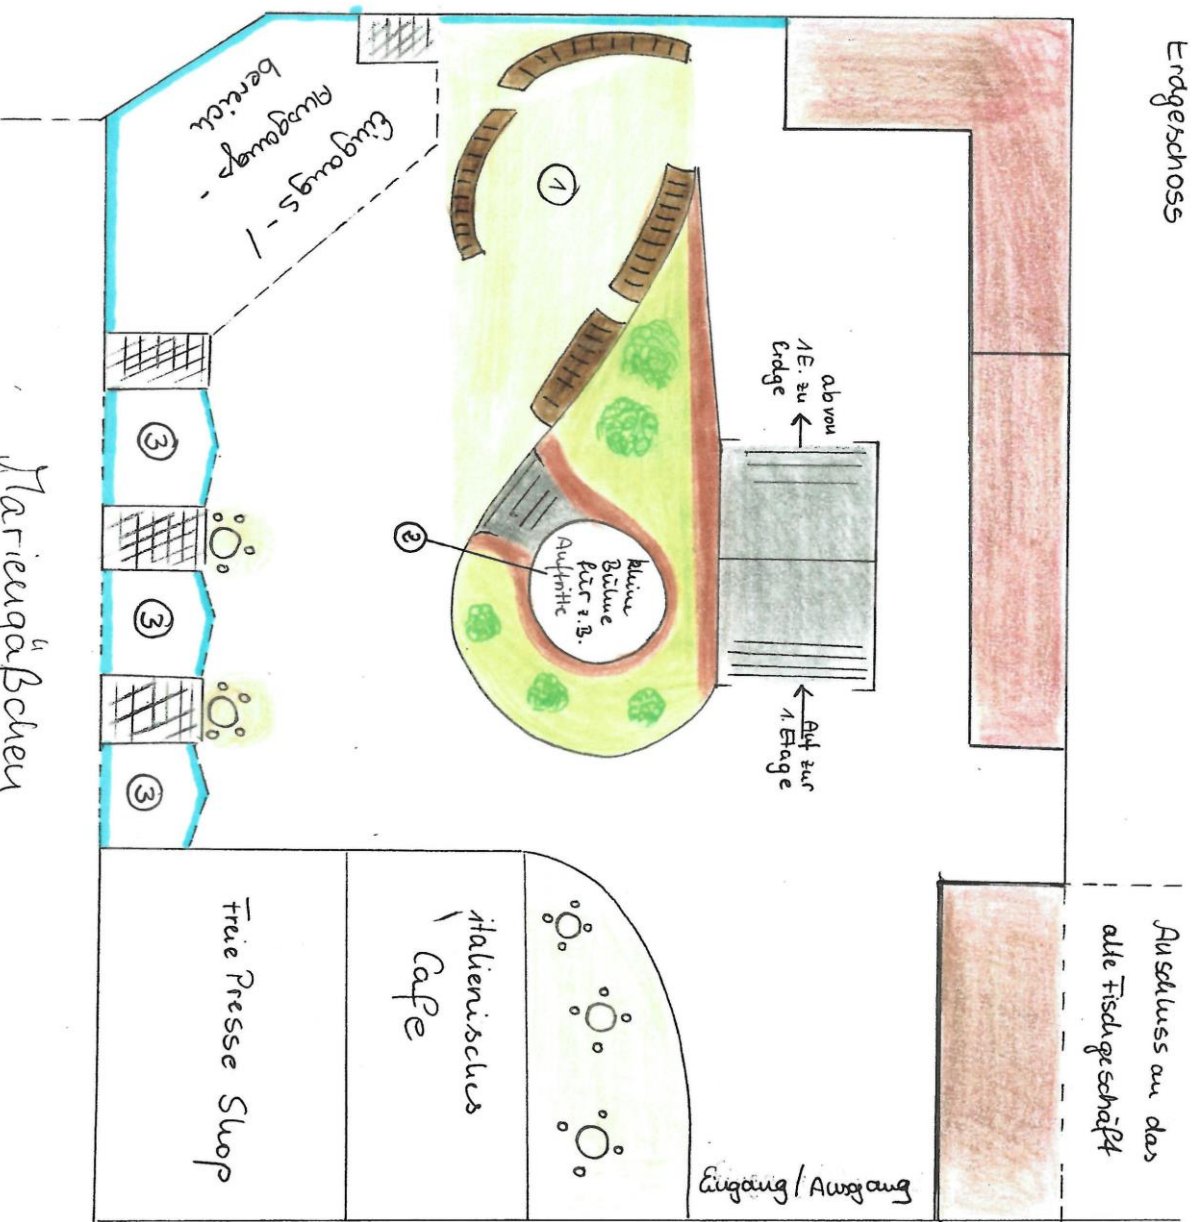 Erdgeschoss
Eingangs-/
Ausgangs-
bereich
①
ab von
1E. zu
Erdge
②
kleine
Bühne
für z.B.
Auftritte
Auf zur
1. Etage
③
③
③
Mariengäßchen
Anschluss an das
alte Fischgeschäft
italienisches
Cafe
Freie Presse Shop
Eingang/Ausgang